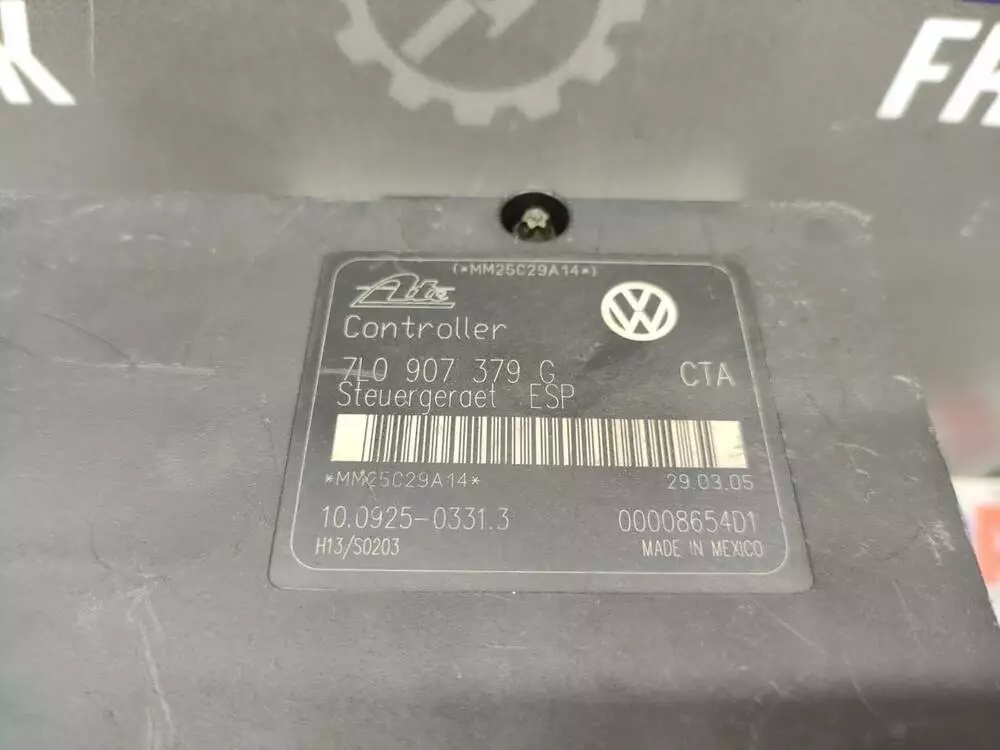 FA
(*MM25C29A14*)
Ate
Controller
7L0 907 379 G CTA
Steuergeraet ESP
*MM25C29A14* 29.03.05
10.0925-0331.3 00008654D1
H13/S0203 MADE IN MEXICO